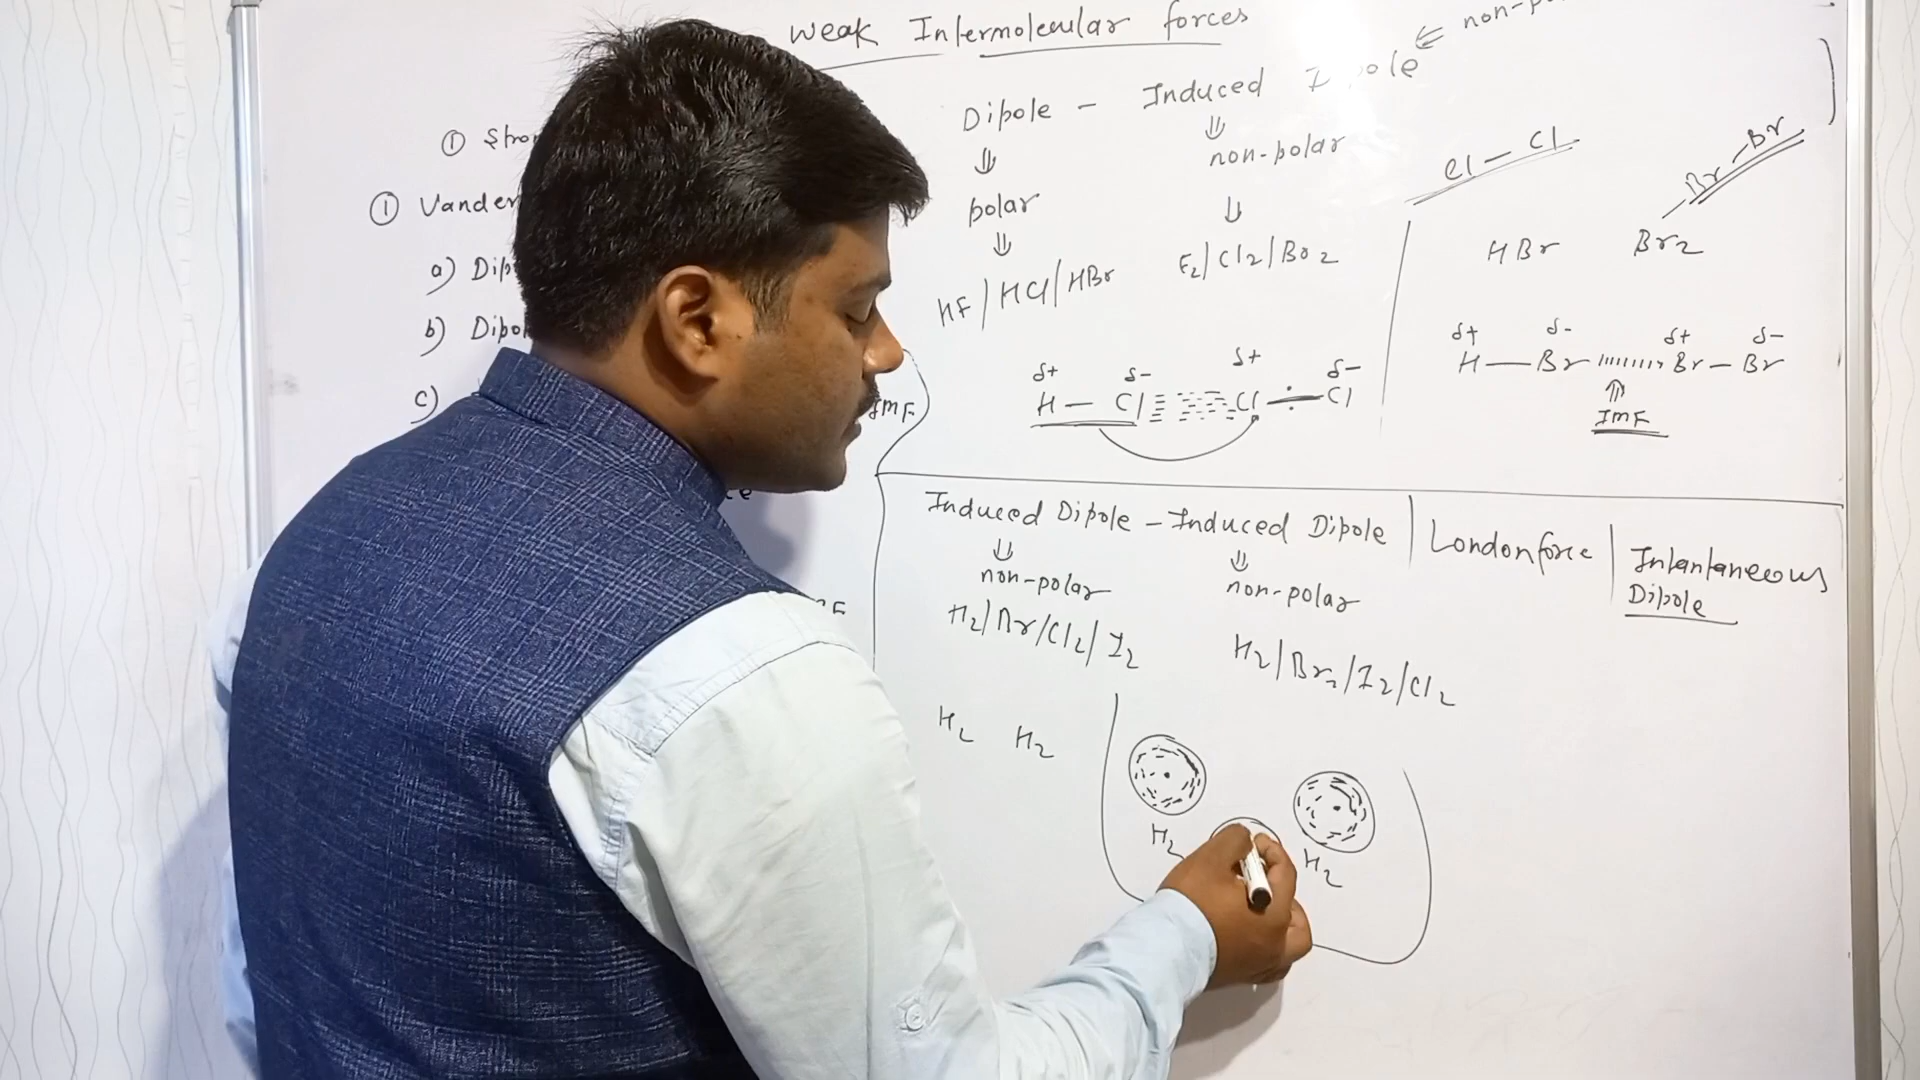 Weak Intermolecular forces
① Stro
① Vander
a) Dip
b) Dipo
c)
IMF
Dipole - Induced Dipole ⇐ non-po
⇓ ⇓
polar non-polar
⇓ ⇓
HF/HCl/HBr F2/Cl2/Br2
δ+ δ- δ+ δ-
H — Cl Cl — Cl
Cl — Cl
Br - Br
HBr Br2
δ+ δ- δ+ δ-
H — Br Br — Br
⇑
IMF
Induced Dipole - Induced Dipole | London force | Intantaneous
Dipole
⇓ ⇓
non-polar non-polar
H2/Br/Cl2/I2 H2/Br2/I2/Cl2
H2 H2
H2 H2